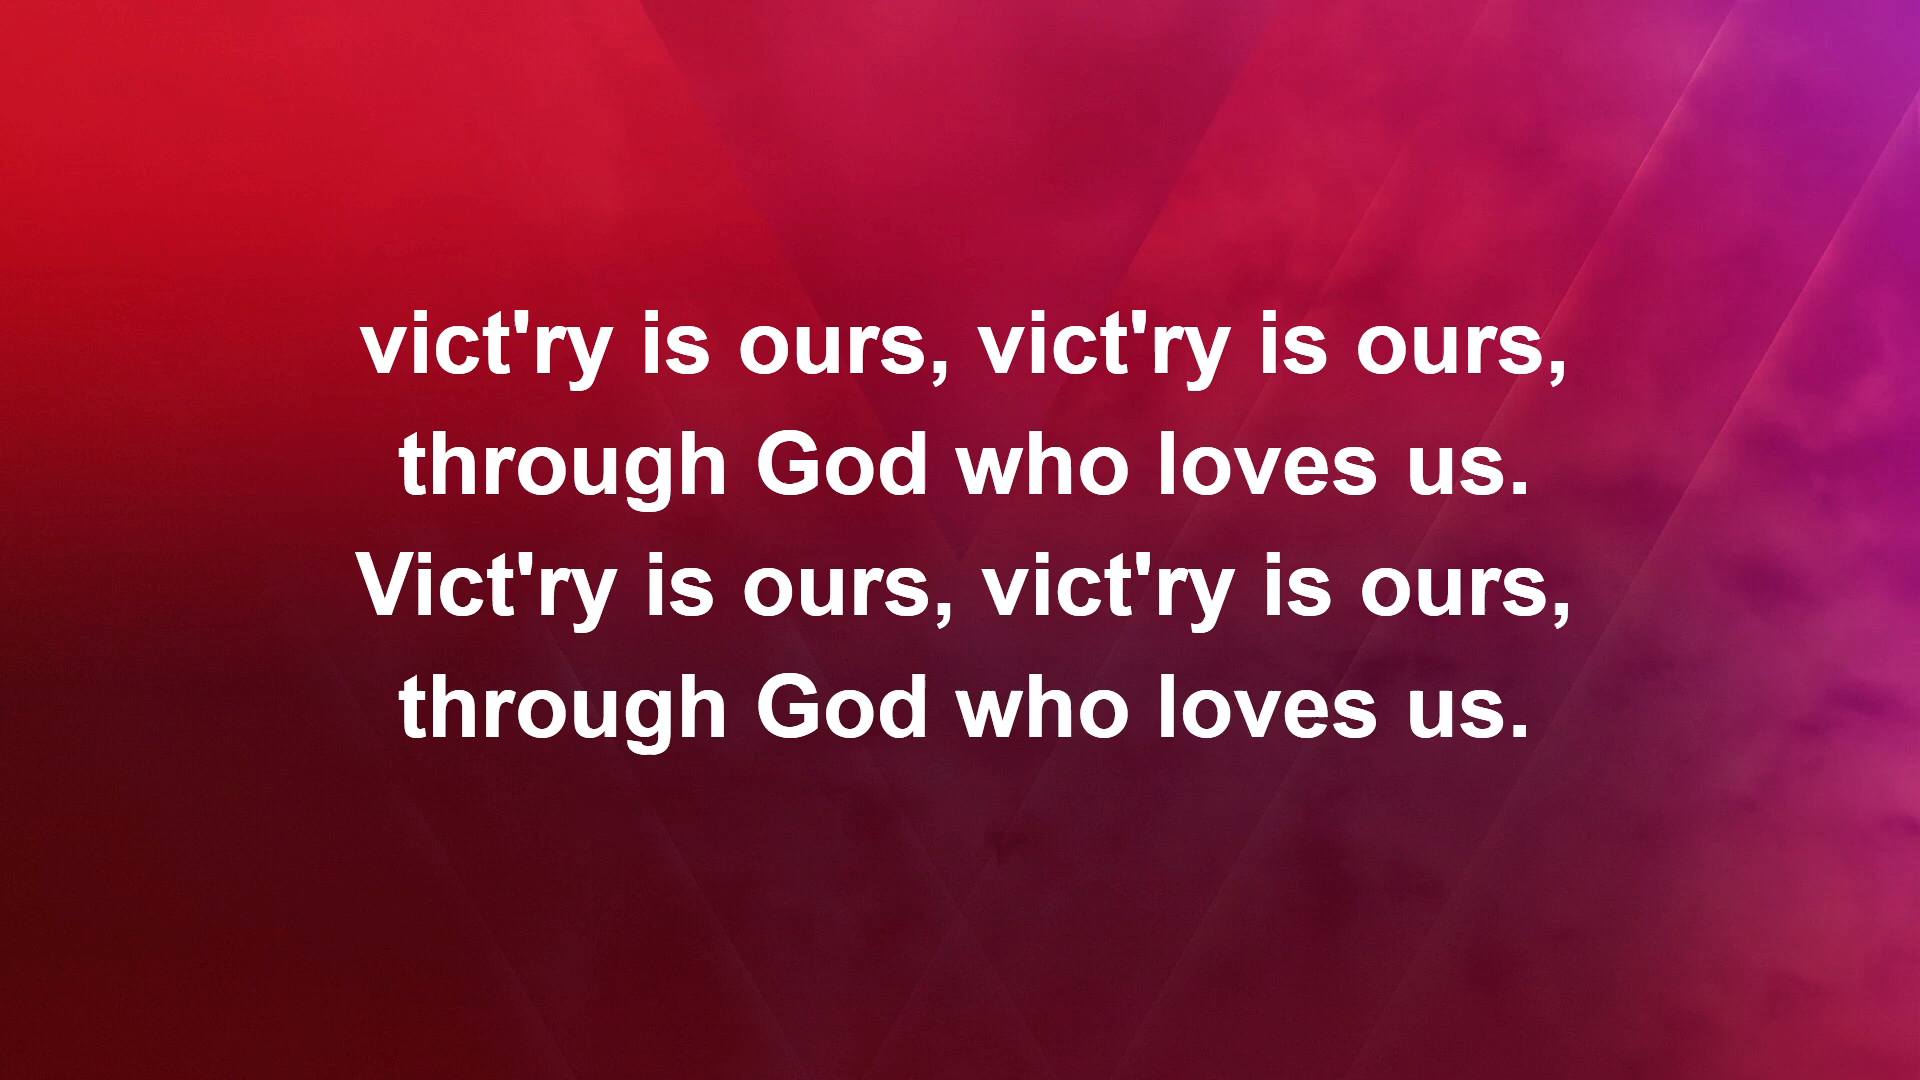 vict'ry is ours, vict'ry is ours,
through God who loves us.
Vict'ry is ours, vict'ry is ours,
through God who loves us.